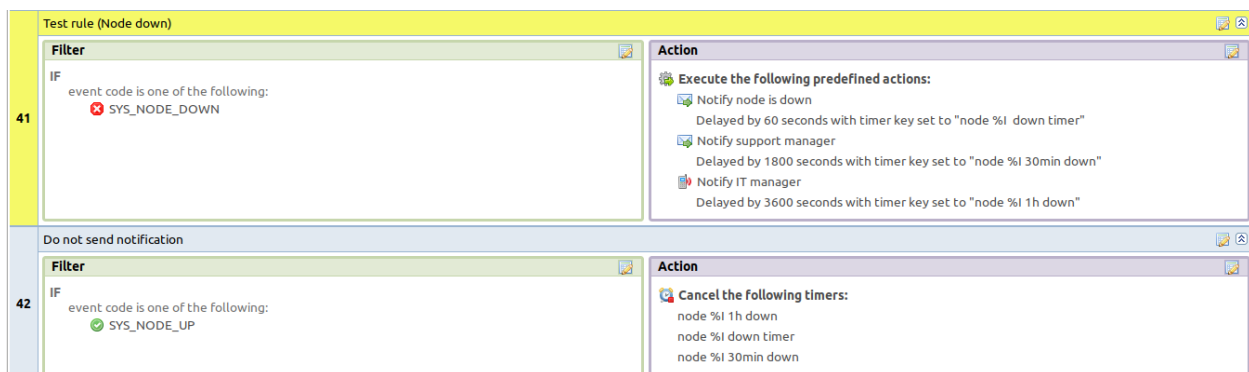 Test rule (Node down)
Filter
Action
IF
event code is one of the following:
SYS_NODE_DOWN
41
Execute the following predefined actions:
Notify node is down
Delayed by 60 seconds with timer key set to "node %I  down timer"
Notify support manager
Delayed by 1800 seconds with timer key set to "node %I 30min down"
Notify IT manager
Delayed by 3600 seconds with timer key set to "node %I 1h down"
Do not send notification
Filter
Action
IF
event code is one of the following:
SYS_NODE_UP
42
Cancel the following timers:
node %I 1h down
node %I down timer
node %I 30min down